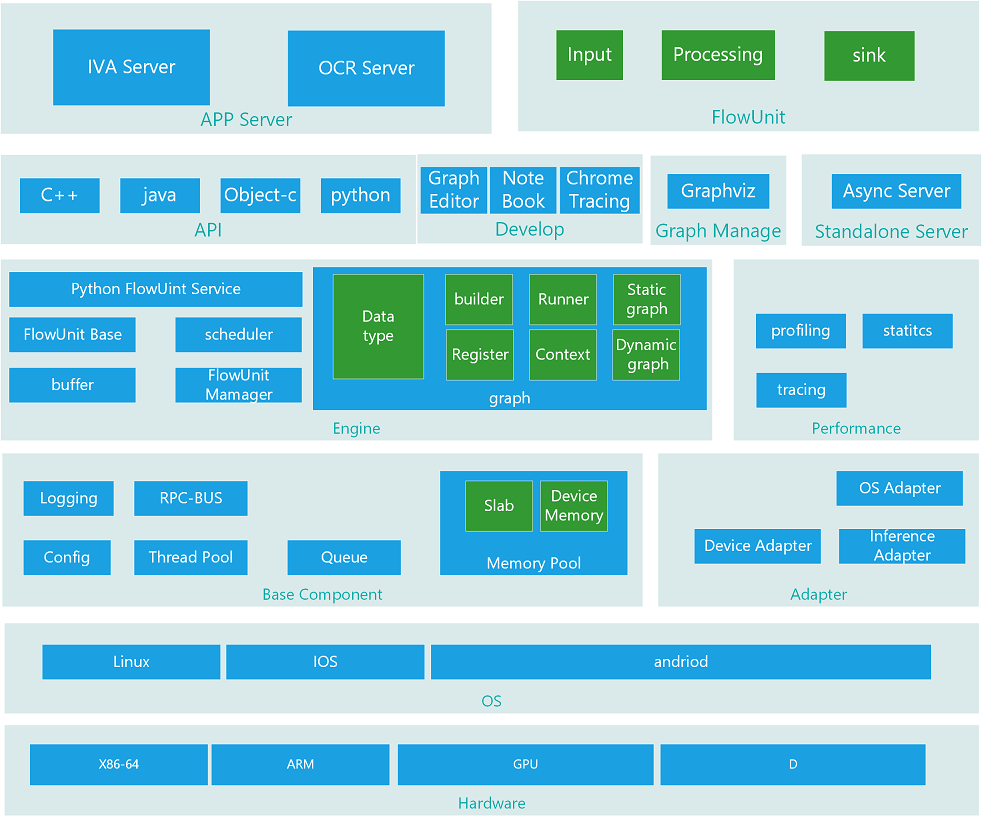 IVA Server
OCR Server
APP Server
Input
Processing
sink
FlowUnit
C++
java
Object-c
python
API
Graph
Editor
Note
Book
Chrome
Tracing
Develop
Graphviz
Graph Manage
Async Server
Standalone Server
Python FlowUint Service
FlowUnit Base
scheduler
buffer
FlowUnit
Mamager
Data
type
builder
Runner
Static
graph
Register
Context
Dynamic
graph
graph
Engine
profiling
statitcs
tracing
Performance
Logging
RPC-BUS
Config
Thread Pool
Queue
Slab
Device
Memory
Memory Pool
Base Component
OS Adapter
Device Adapter
Inference
Adapter
Adapter
Linux
IOS
andriod
OS
X86-64
ARM
GPU
D
Hardware